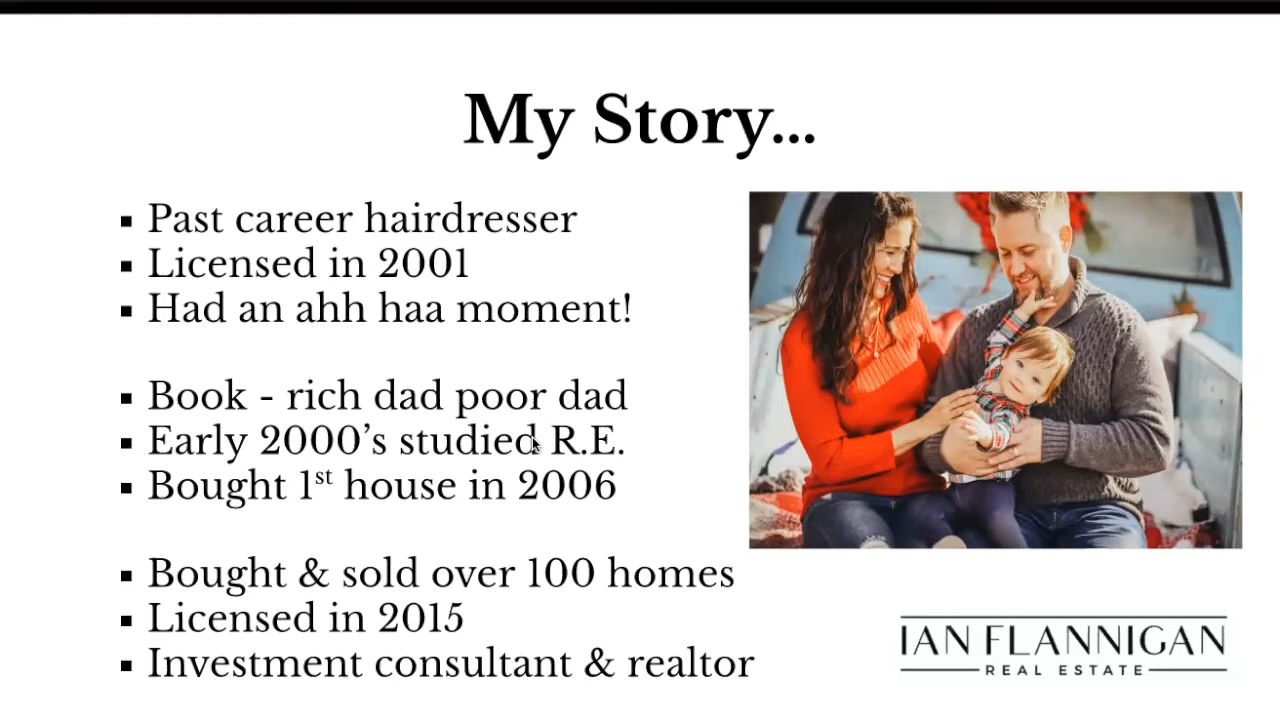 My Story...
▪ Past career hairdresser
▪ Licensed in 2001
▪ Had an ahh haa moment!
▪ Book - rich dad poor dad
▪ Early 2000’s studied R.E.
▪ Bought 1st house in 2006
▪ Bought & sold over 100 homes
▪ Licensed in 2015
▪ Investment consultant & realtor
IAN FLANNIGAN
REAL ESTATE